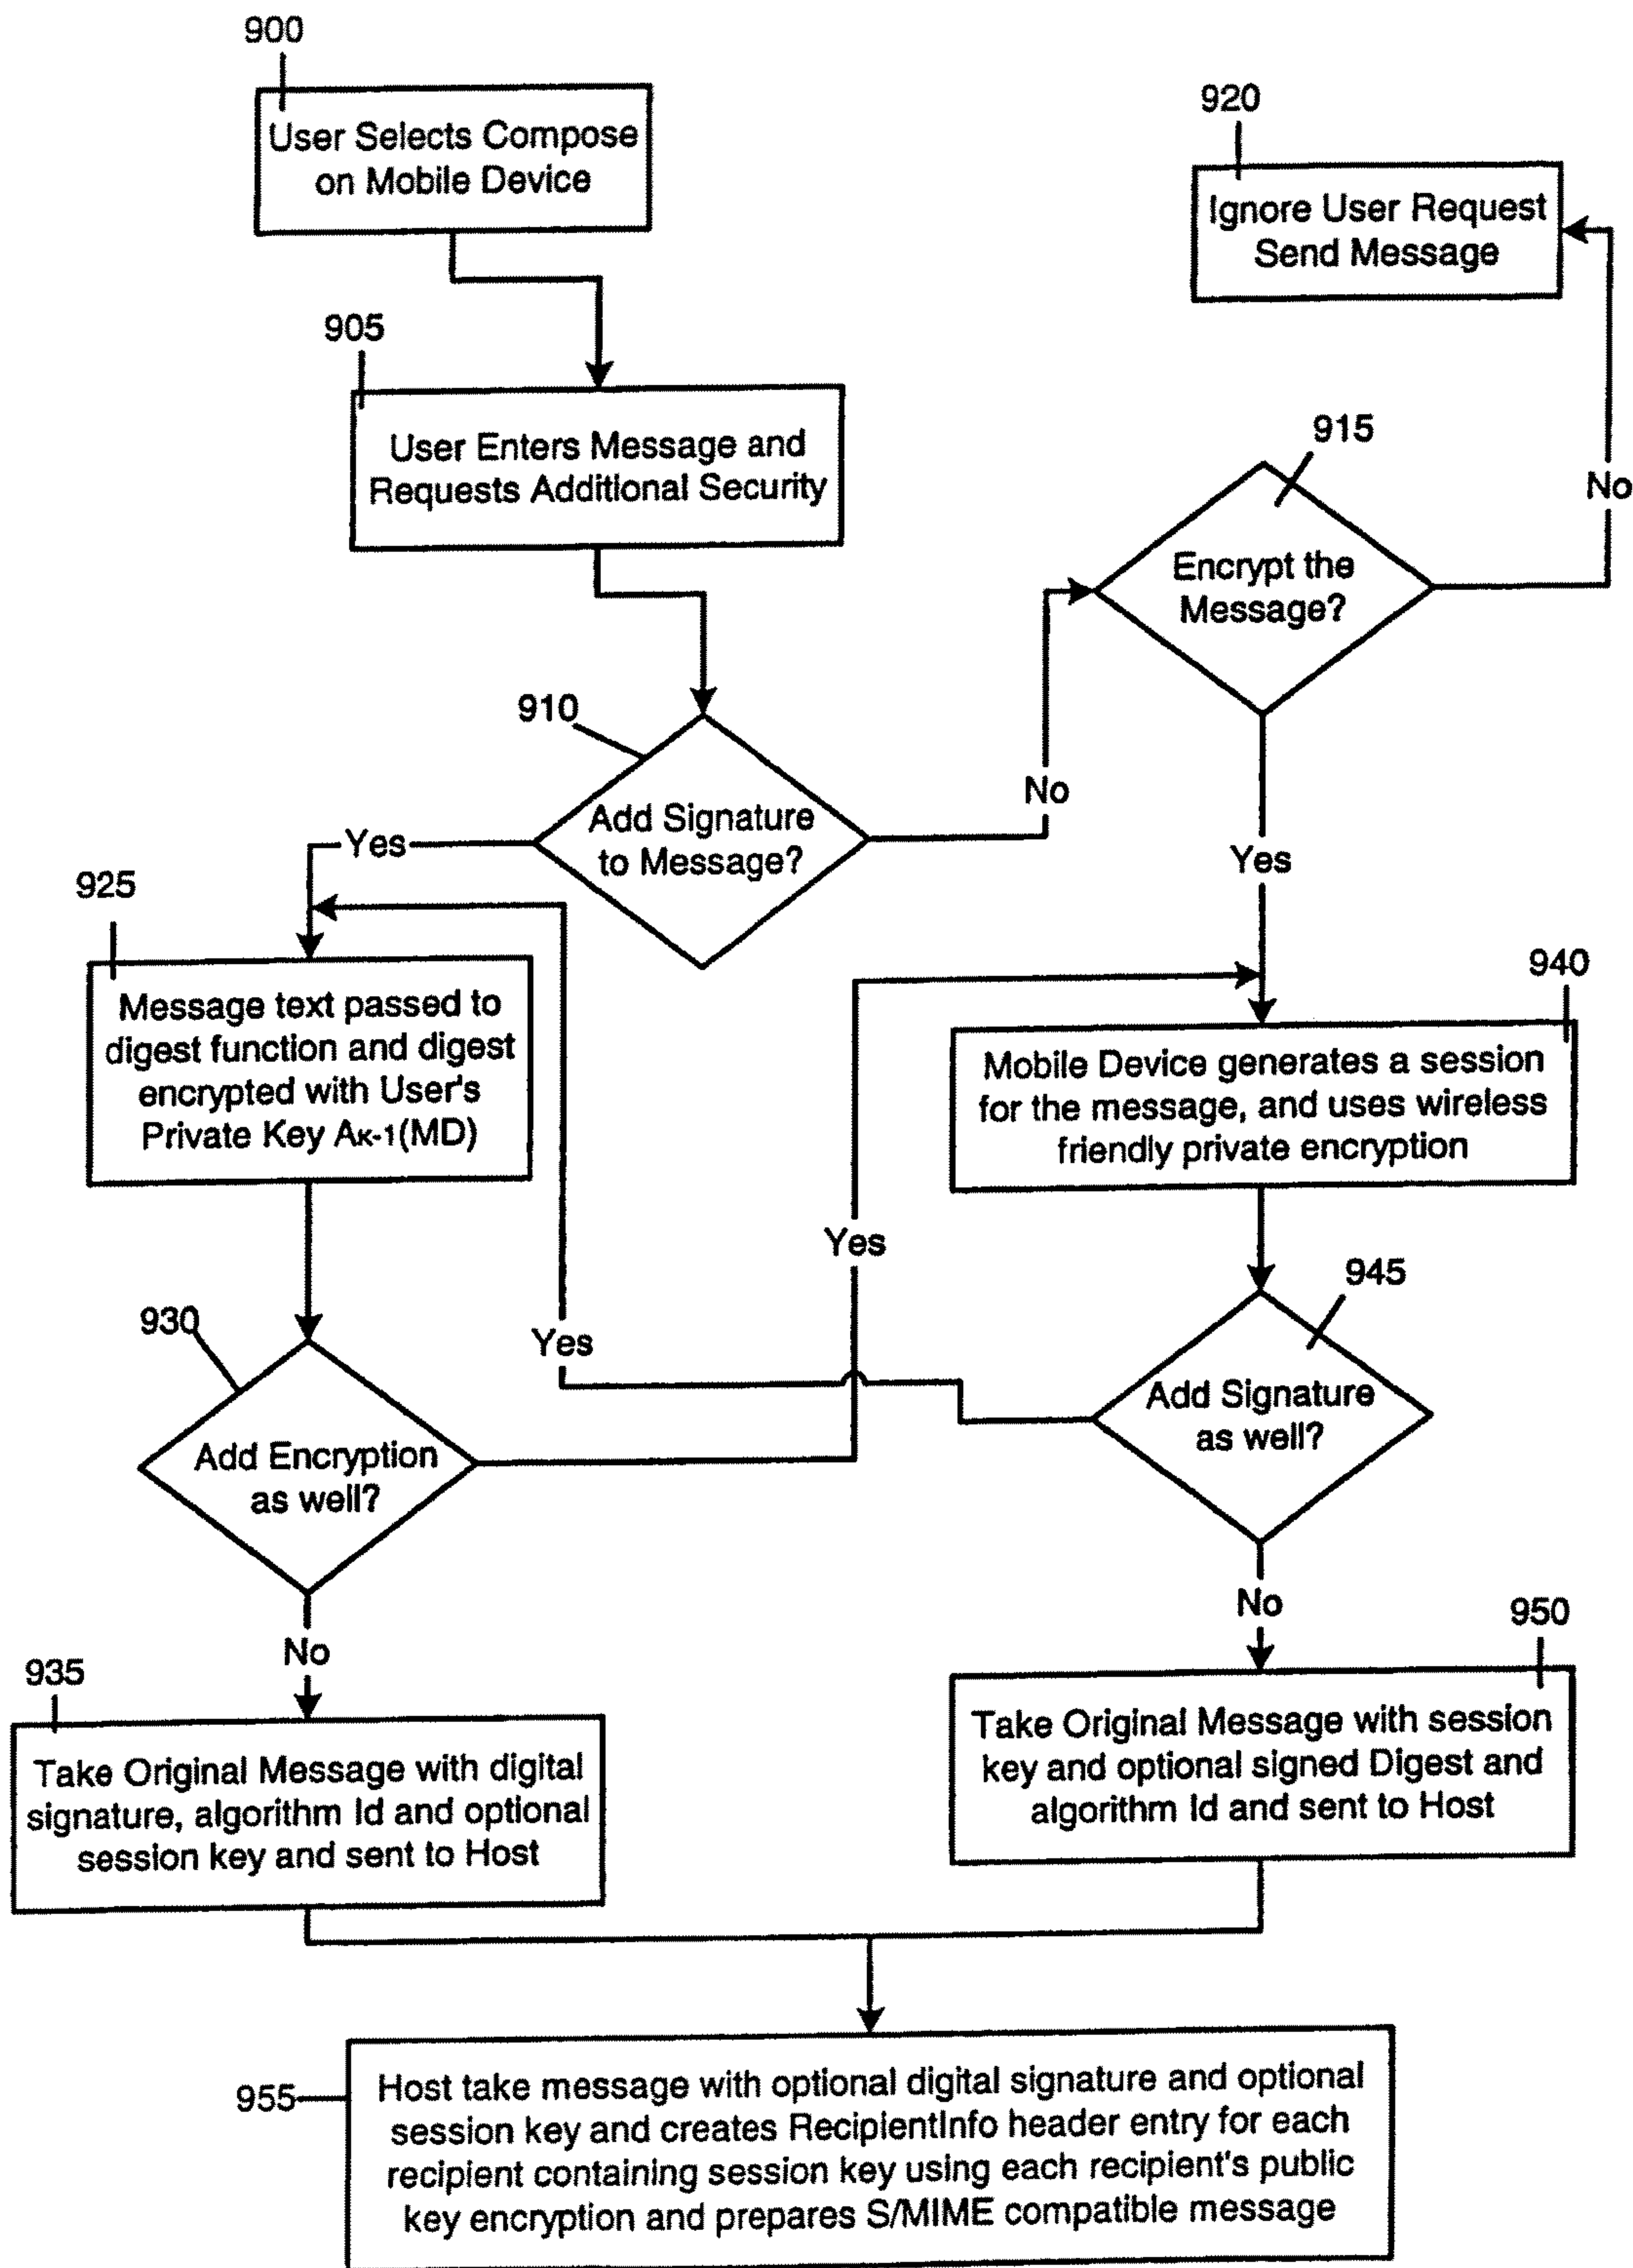 900
User Selects Compose
on Mobile Device
920
Ignore User Request
Send Message
905
User Enters Message and
Requests Additional Security
915
Encrypt the
Message?
No
910
Add Signature
to Message?
No
Yes
Yes
925
Message text passed to
digest function and digest
encrypted with User's
Private Key AK-1(MD)
940
Mobile Device generates a session
for the message, and uses wireless
friendly private encryption
Yes
Yes
945
Add Signature
as well?
930
Add Encryption
as well?
No
No
935
Take Original Message with digital
signature, algorithm Id and optional
session key and sent to Host
950
Take Original Message with session
key and optional signed Digest and
algorithm Id and sent to Host
955
Host take message with optional digital signature and optional
session key and creates RecipientInfo header entry for each
recipient containing session key using each recipient's public
key encryption and prepares S/MIME compatible message